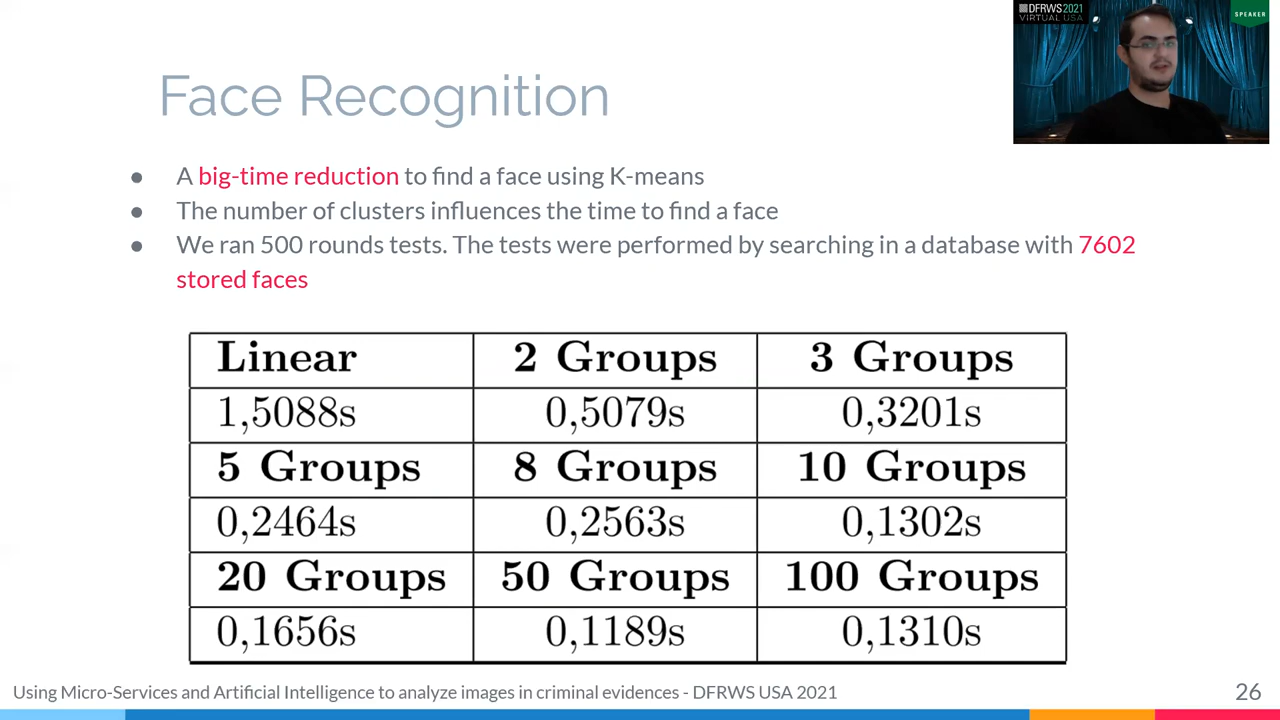 DFRWS2021
VIRTUAL USA
SPEAKER
Face Recognition
● A big-time reduction to find a face using K-means
● The number of clusters influences the time to find a face
● We ran 500 rounds tests. The tests were performed by searching in a database with 7602
stored faces
Linear 2 Groups 3 Groups
1,5088s 0,5079s 0,3201s
5 Groups 8 Groups 10 Groups
0,2464s 0,2563s 0,1302s
20 Groups 50 Groups 100 Groups
0,1656s 0,1189s 0,1310s
Using Micro-Services and Artificial Intelligence to analyze images in criminal evidences - DFRWS USA 2021
26